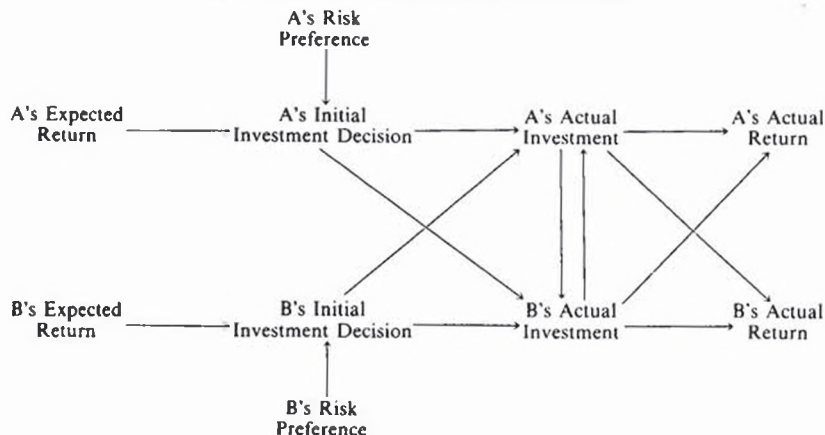 A's Risk
Preference
A's Expected
Return
A's Initial
Investment Decision
A's Actual
Investment
A's Actual
Return
B's Expected
Return
B's Initial
Investment Decision
B's Actual
Investment
B's Actual
Return
B's Risk
Preference